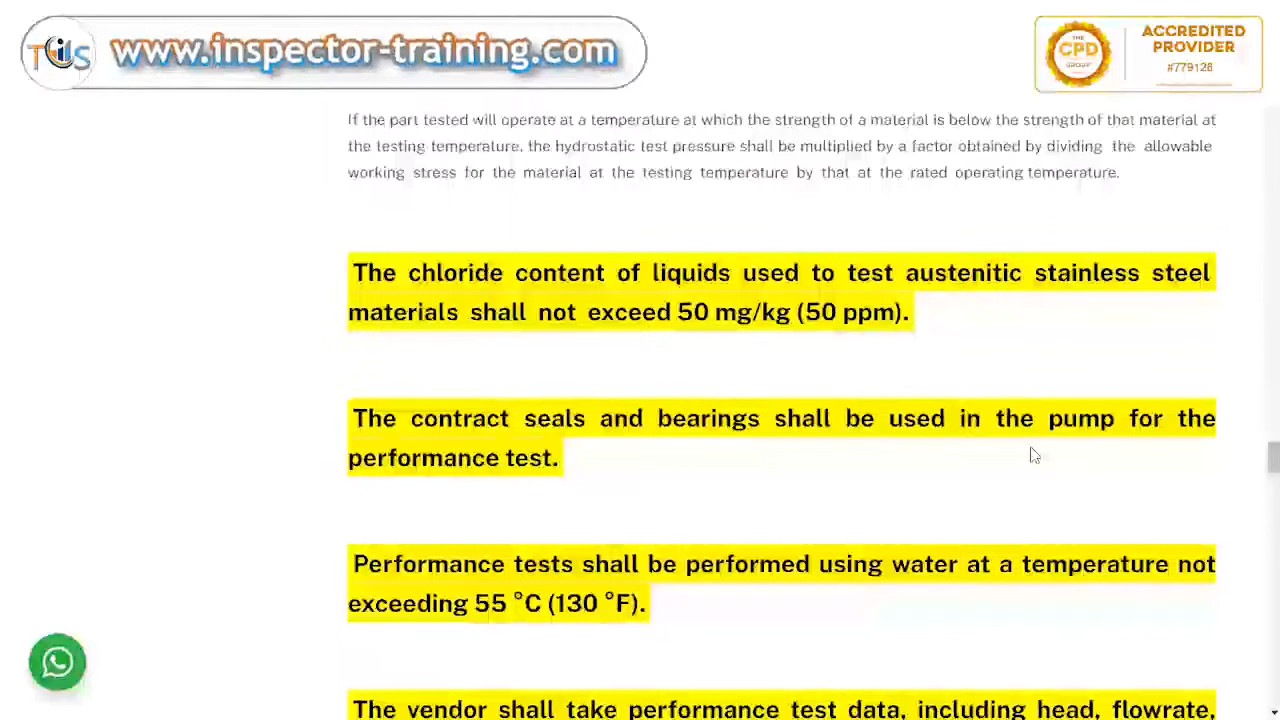 TIS www.inspector-training.com
THE CPD GROUP
ACCREDITED
PROVIDER
#779128
If the part tested will operate at a temperature at which the strength of a material is below the strength of that material at
the testing temperature, the hydrostatic test pressure shall be multiplied by a factor obtained by dividing the allowable
working stress for the material at the testing temperature by that at the rated operating temperature.
The chloride content of liquids used to test austenitic stainless steel
materials shall not exceed 50 mg/kg (50 ppm).
The contract seals and bearings shall be used in the pump for the
performance test.
Performance tests shall be performed using water at a temperature not
exceeding 55 °C (130 °F).
The vendor shall take performance test data, including head, flowrate,